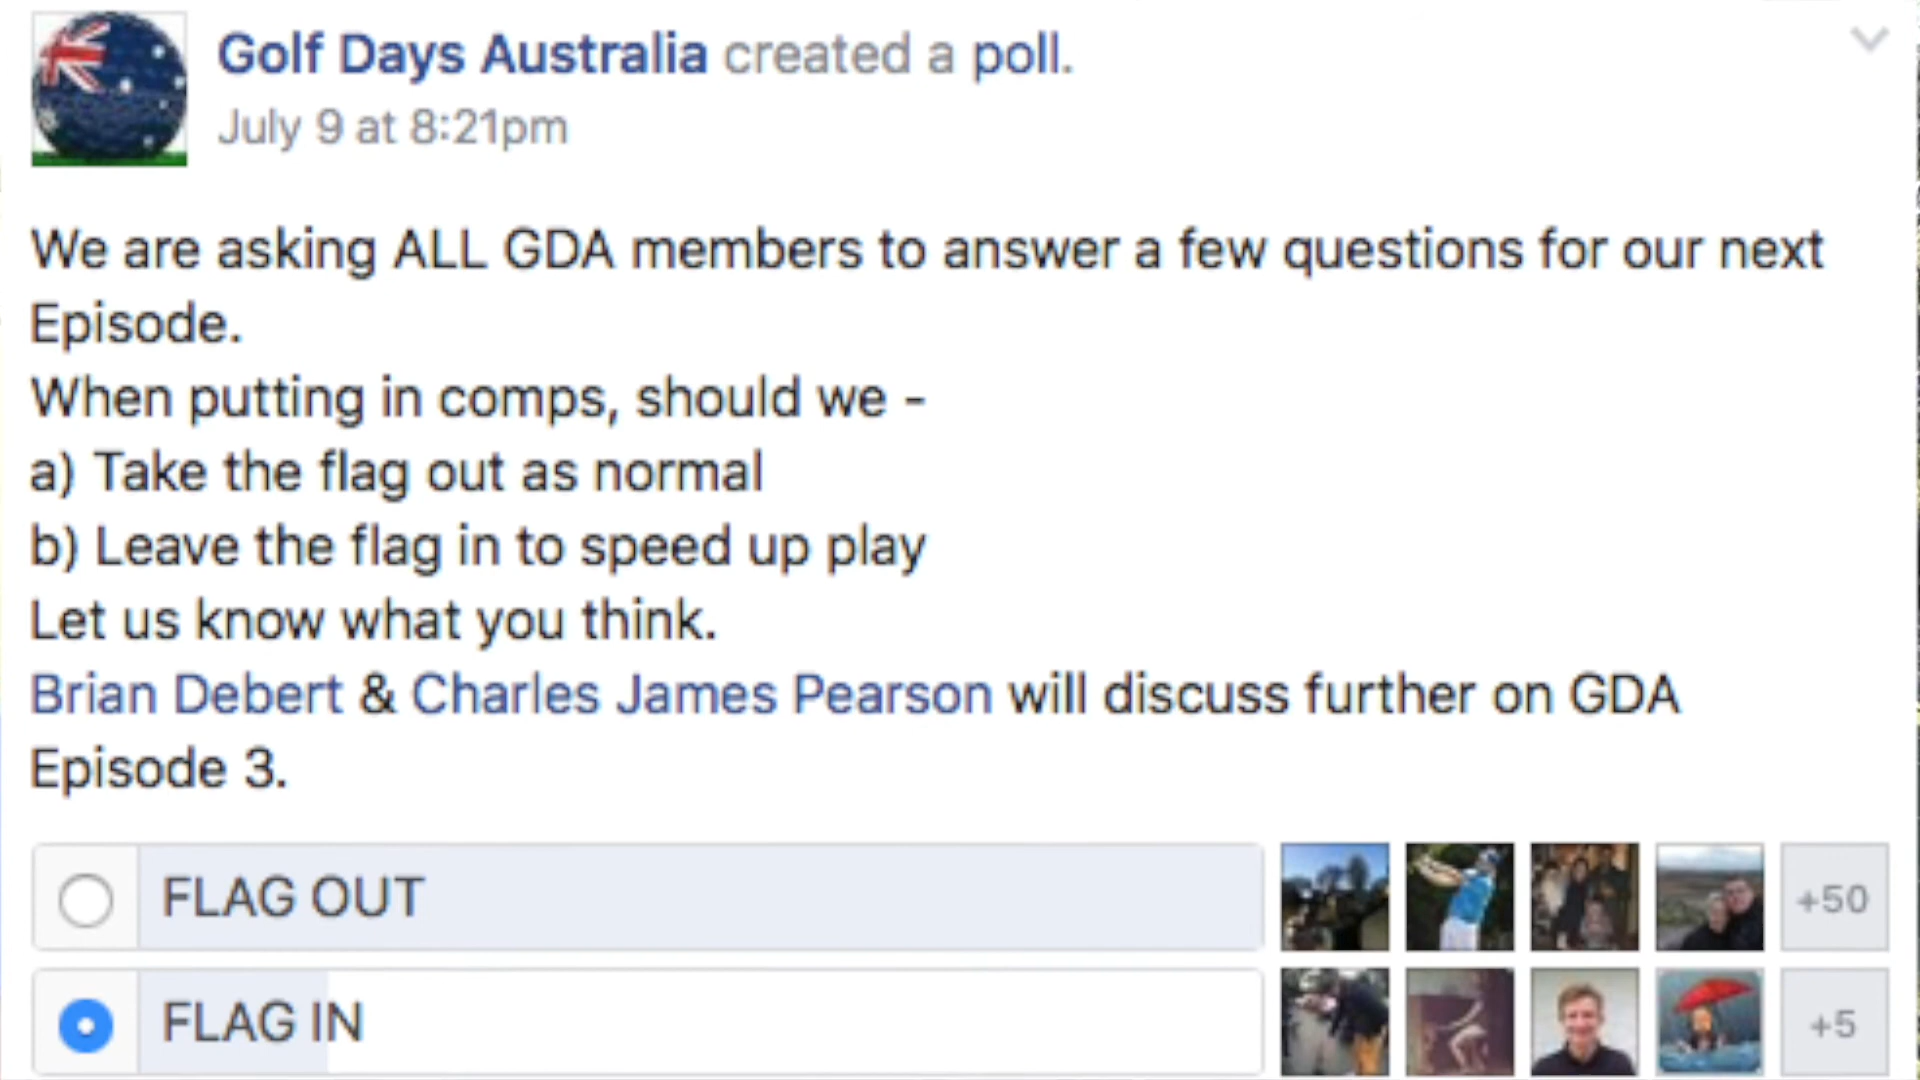 Golf Days Australia created a poll.
July 9 at 8:21pm
We are asking ALL GDA members to answer a few questions for our next
Episode.
When putting in comps, should we -
a) Take the flag out as normal
b) Leave the flag in to speed up play
Let us know what you think.
Brian Debert & Charles James Pearson will discuss further on GDA
Episode 3.
FLAG OUT +50
FLAG IN +5